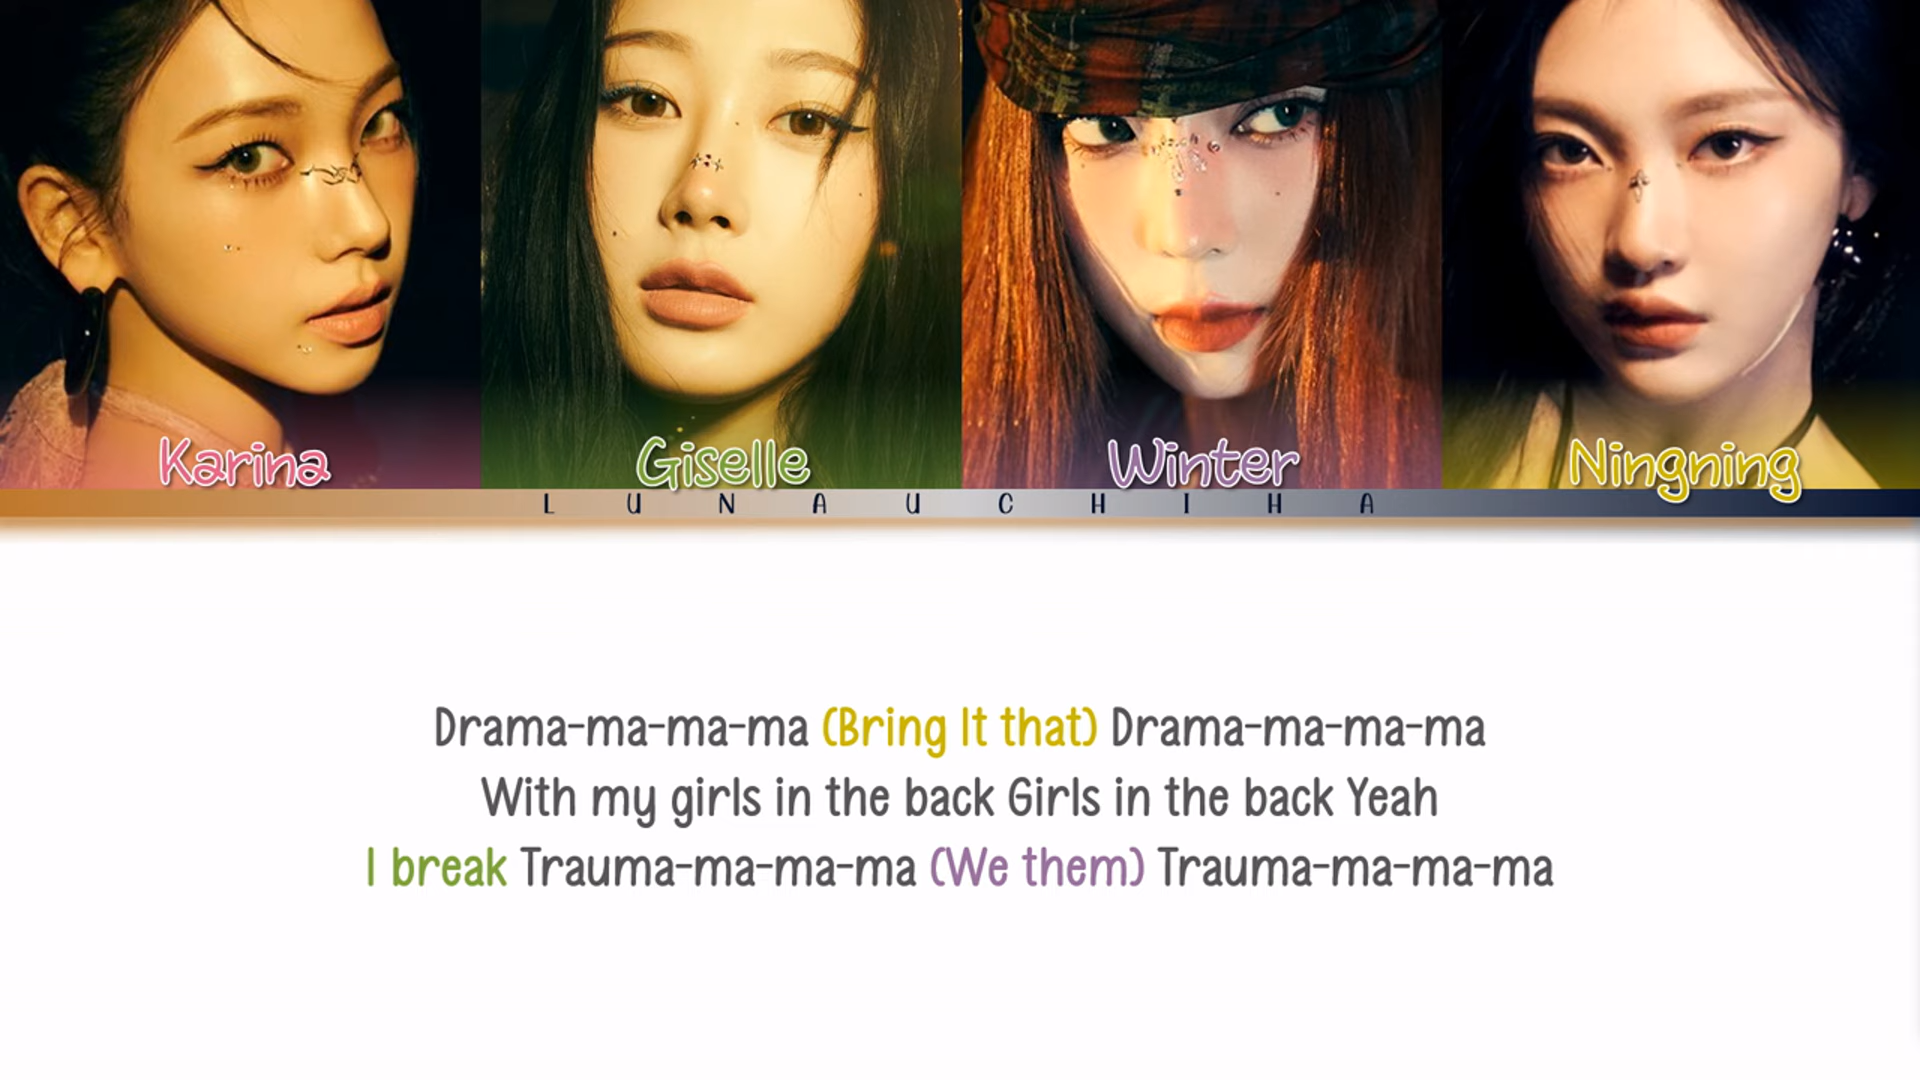 Karina
Giselle
Winter
Ningning
LUNAUCHIHA
Drama-ma-ma-ma (Bring It that) Drama-ma-ma-ma
With my girls in the back Girls in the back Yeah
I break Trauma-ma-ma-ma (We them) Trauma-ma-ma-ma